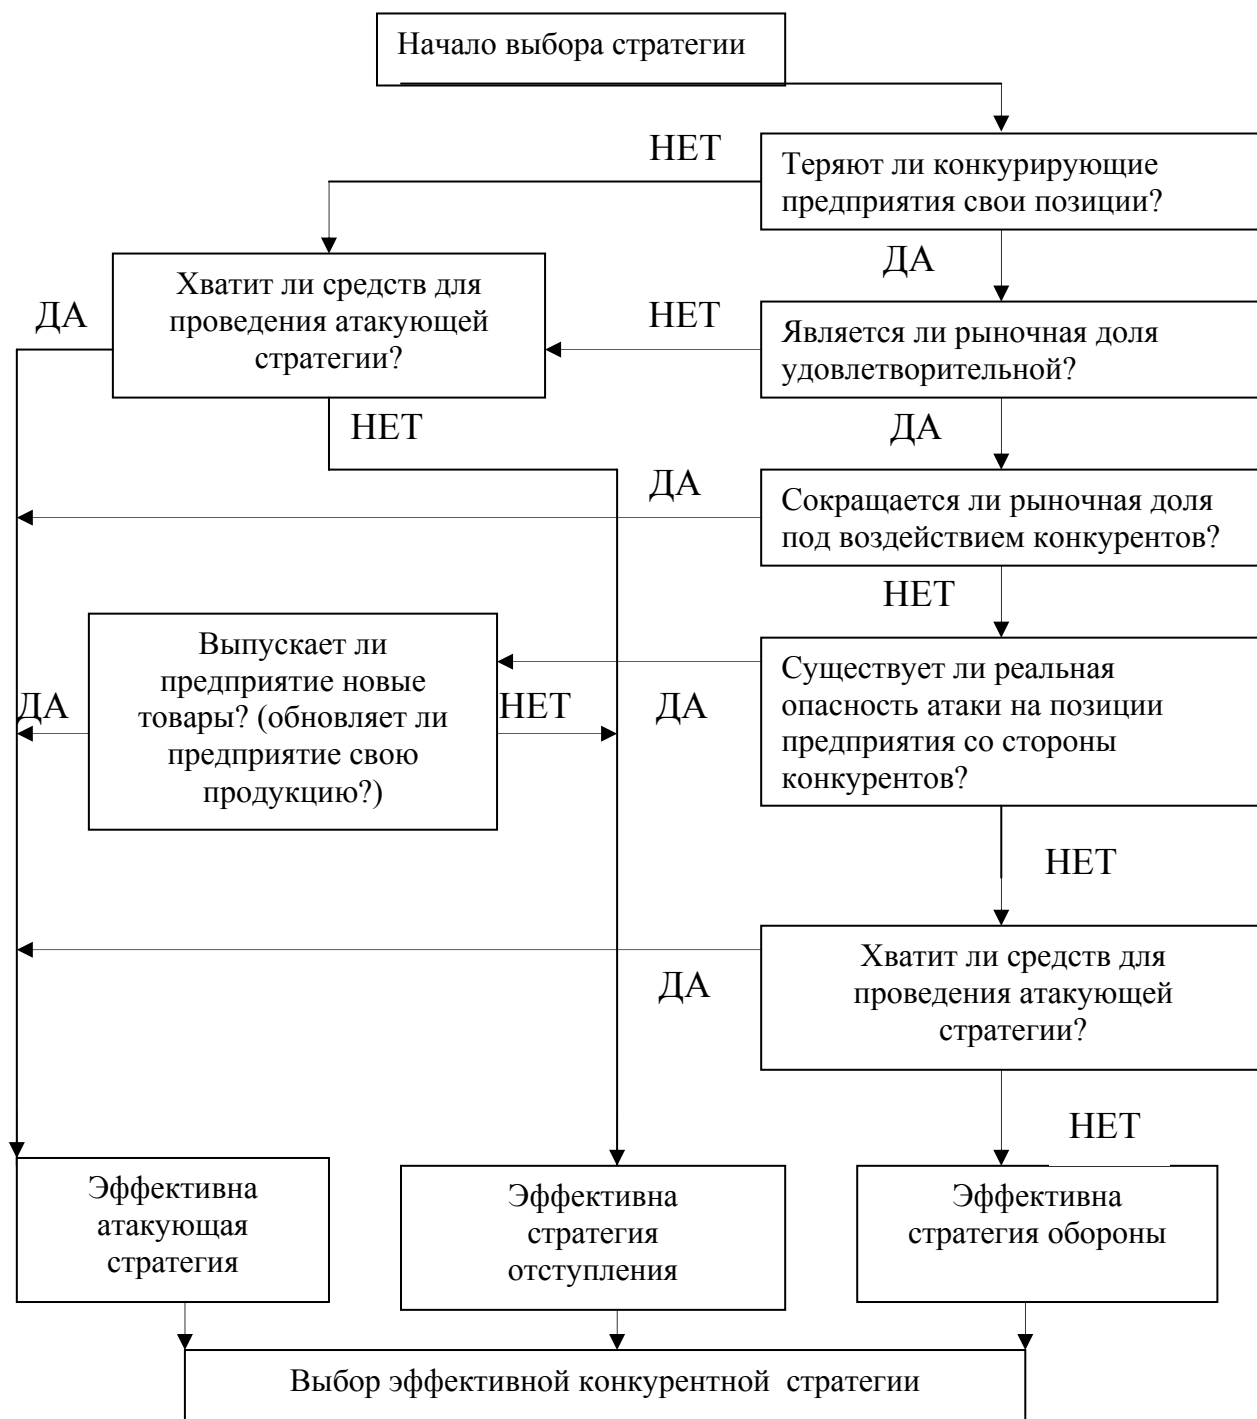 Начало выбора стратегии
НЕТ
Теряют ли конкурирующие
предприятия свои позиции?
ДА
Хватит ли средств для
проведения атакующей
стратегии?
ДА
НЕТ
Является ли рыночная доля
удовлетворительной?
НЕТ
ДА
ДА
Сокращается ли рыночная доля
под воздействием конкурентов?
НЕТ
Выпускает ли
предприятие новые
товары? (обновляет ли
предприятие свою
продукцию?)
ДА
НЕТ
ДА
Существует ли реальная
опасность атаки на позиции
предприятия со стороны
конкурентов?
НЕТ
Хватит ли средств для
проведения атакующей
стратегии?
ДА
НЕТ
Эффективна
атакующая
стратегия
Эффективна
стратегия
отступления
Эффективна
стратегия обороны
Выбор эффективной конкурентной стратегии